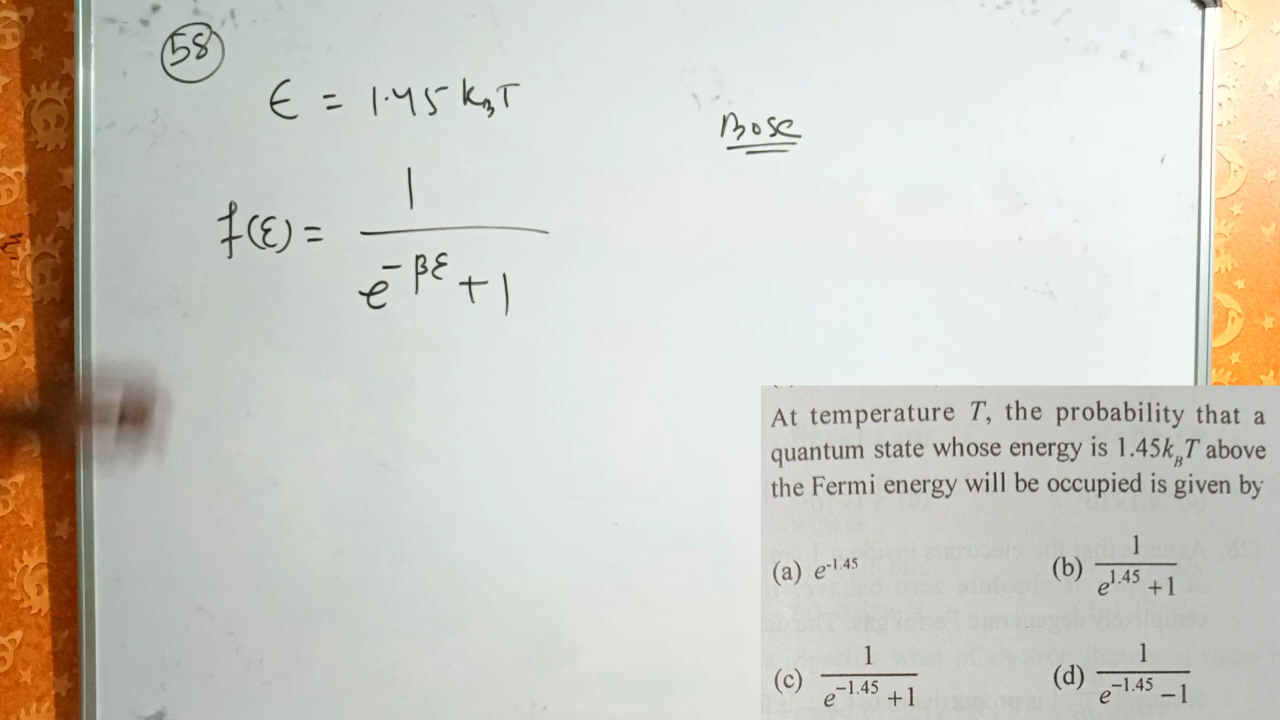 58
ε = 1.45 k_BT
Bose
f(ε) = 1 / (e^{-βε} + 1)
At temperature T, the probability that a
quantum state whose energy is 1.45k_BT above
the Fermi energy will be occupied is given by
(a) e^{-1.45} (b) 1 / (e^{1.45} + 1)
(c) 1 / (e^{-1.45} + 1) (d) 1 / (e^{-1.45} - 1)